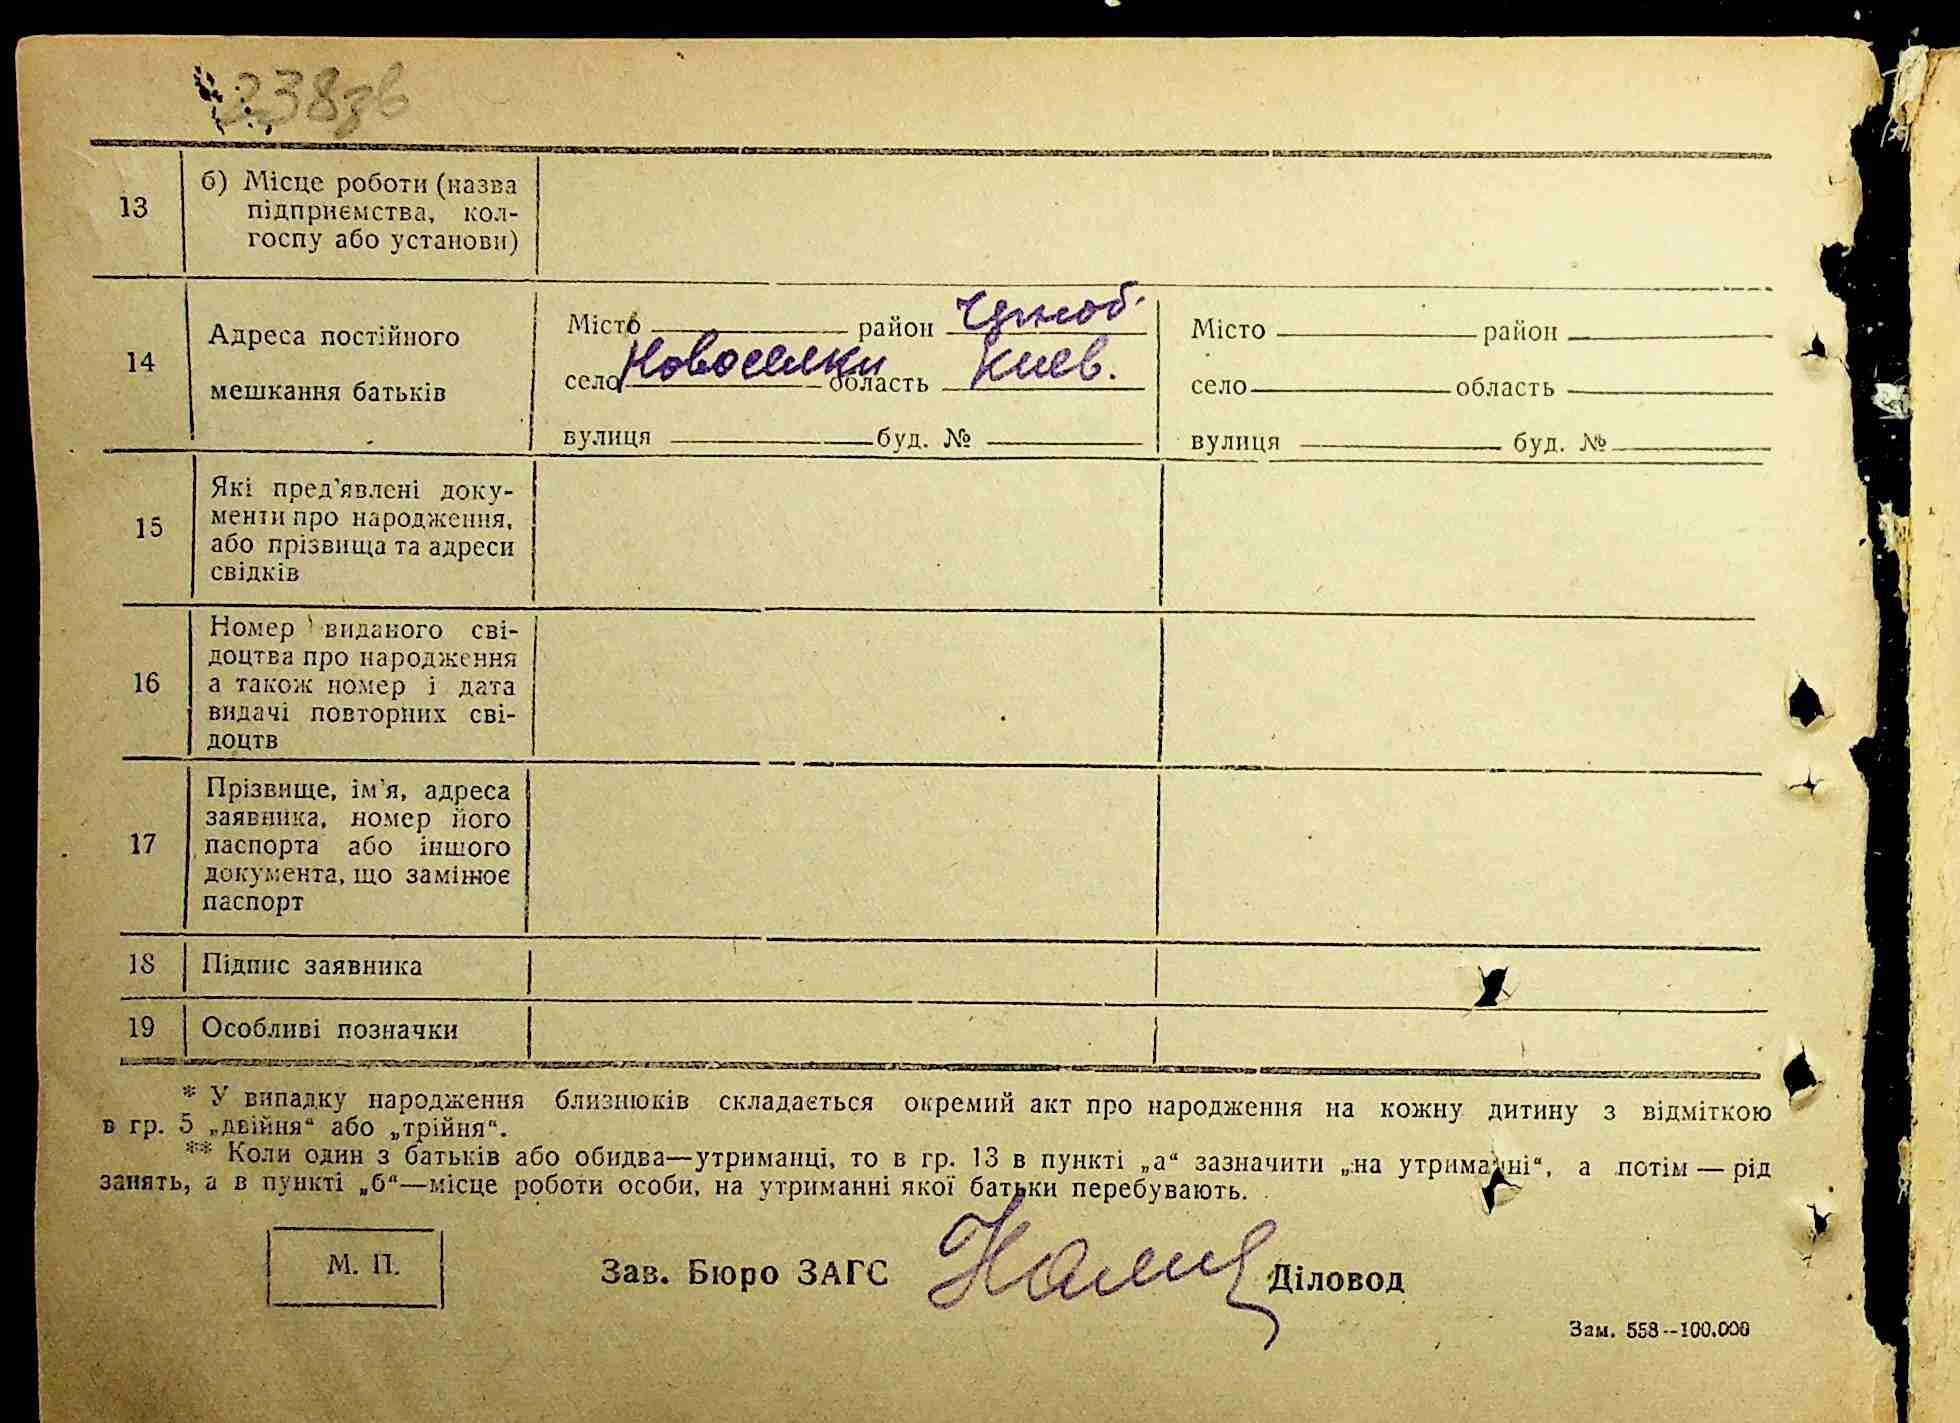 238зв
13 б) Місце роботи (назва
підприємства, кол-
госпу або установи)
14 Адреса постійного
мешкання батьків
Місто район Чрноб.
село Новоселки область Киев.
вулиця буд. №
Місто район
село область
вулиця буд. №
15 Які пред'явлені доку-
менти про народження,
або прізвища та адреси
свідків
16 Номер виданого сві-
доцтва про народження
а також номер і дата
видачі повторних сві-
доцтв
17 Прізвище, ім'я, адреса
заявника, номер його
паспорта або іншого
документа, що замінює
паспорт
18 Підпис заявника
19 Особливі позначки
* У випадку народження близнюків складається окремий акт про народження на кожну дитину з відміткою
в гр. 5 „двійня“ або „трійня“.
** Коли один з батьків або обидва—утриманці, то в гр. 13 в пункті „а“ зазначити „на утриманні“, а потім — рід
занять, а в пункті „б“—місце роботи особи, на утриманні якої батьки перебувають.
М. П.
Зав. Бюро ЗАГС Діловод
Зам. 558--100.000